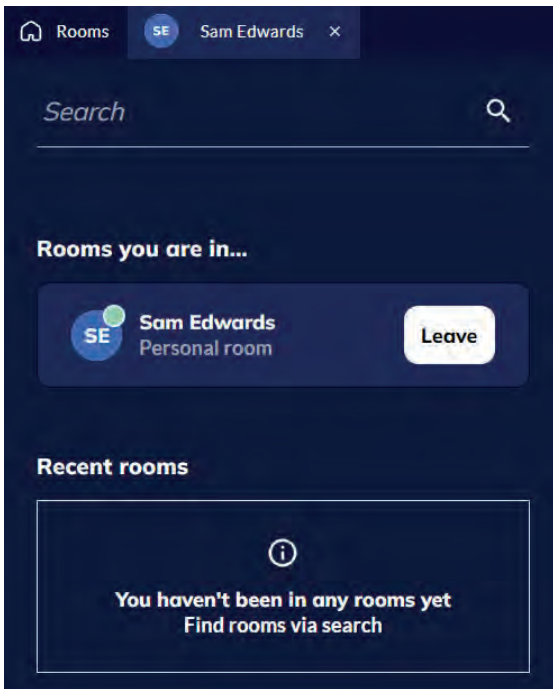 Rooms SE Sam Edwards ×
Search
Rooms you are in...
SE Sam Edwards Leave
Personal room
Recent rooms
You haven't been in any rooms yet
Find rooms via search